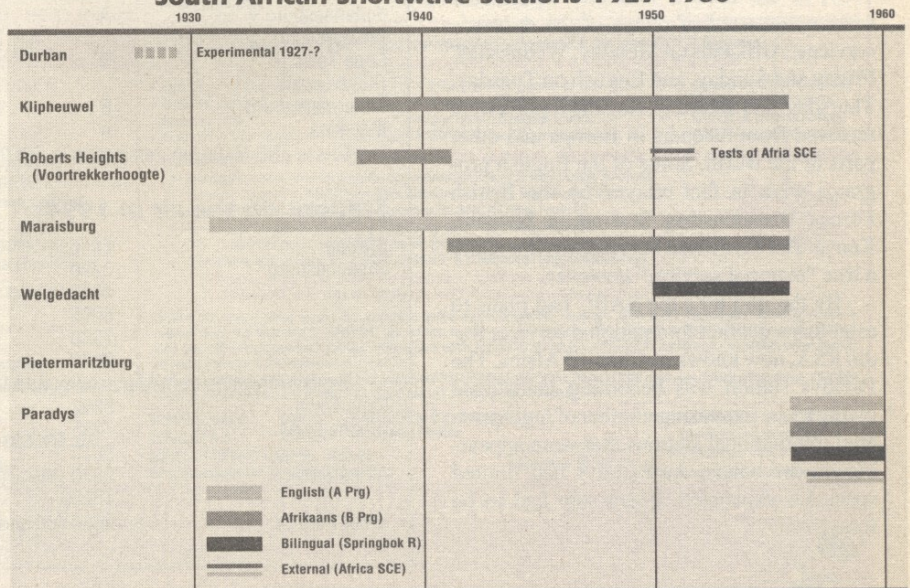 South African Shortwave Stations 1927-1960
1930 1940 1950 1960
Durban Experimental 1927-?
Klipheuwel
Roberts Heights Tests of Afria SCE
(Voortrekkerhoogte)
Maraisburg
Welgedacht
Pietermaritzburg
Paradys
English (A Prg)
Afrikaans (B Prg)
Bilingual (Springbok R)
External (Africa SCE)